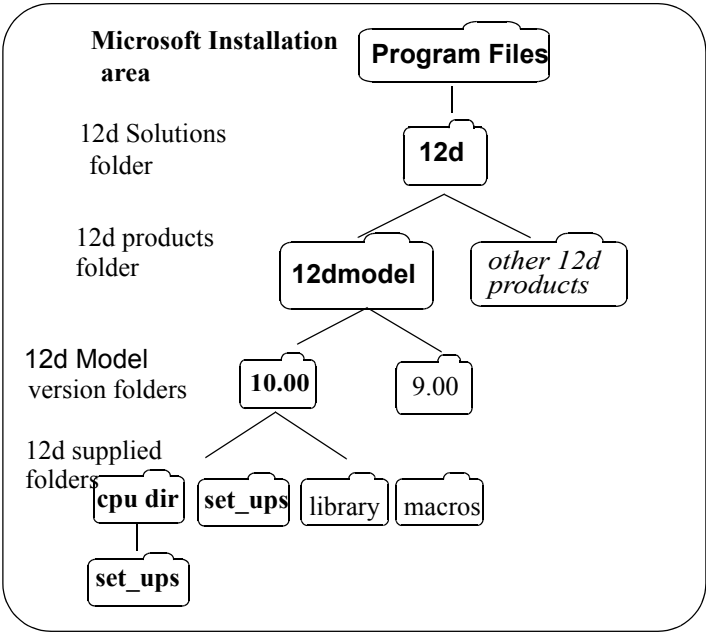 Microsoft Installation
area
Program Files
12d Solutions
folder
12d
12d products
folder
12dmodel
other 12d
products
12d Model
version folders
10.00
9.00
12d supplied
folders
cpu dir
set_ups
library
macros
set_ups